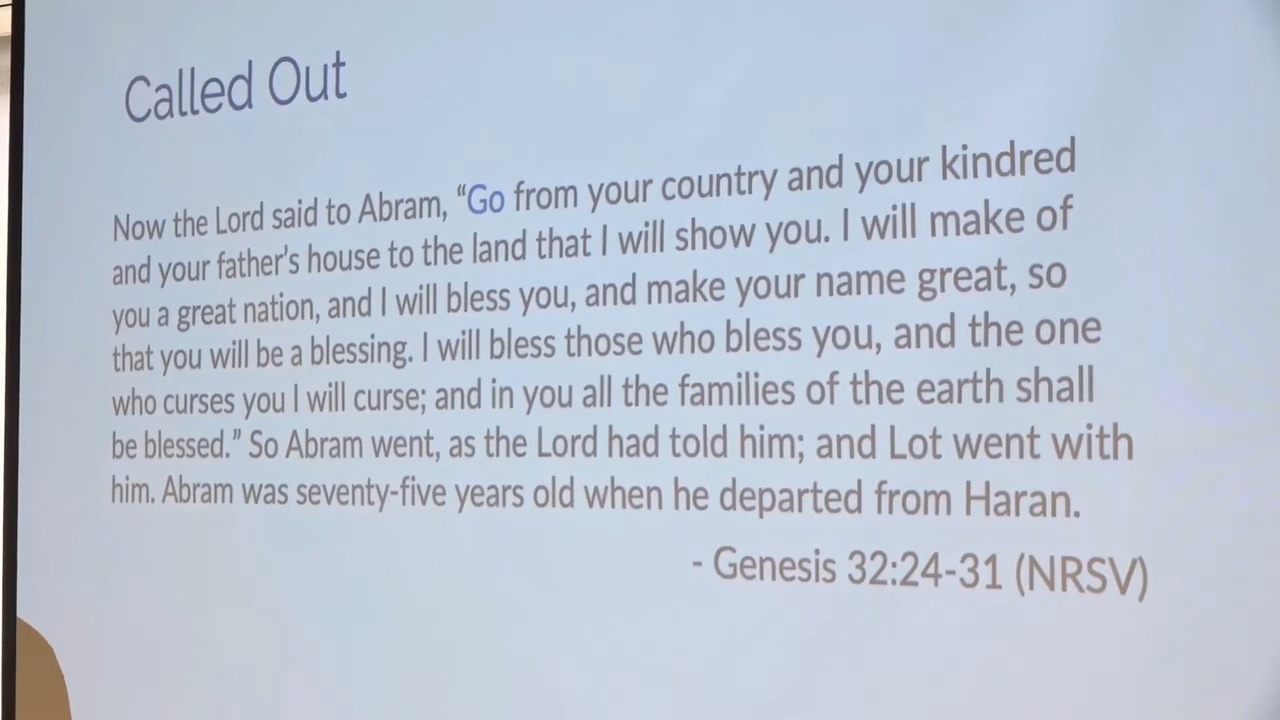 Called Out
Now the Lord said to Abram, “Go from your country and your kindred
and your father’s house to the land that I will show you. I will make of
you a great nation, and I will bless you, and make your name great, so
that you will be a blessing. I will bless those who bless you, and the one
who curses you I will curse; and in you all the families of the earth shall
be blessed.” So Abram went, as the Lord had told him; and Lot went with
him. Abram was seventy-five years old when he departed from Haran.
- Genesis 32:24-31 (NRSV)